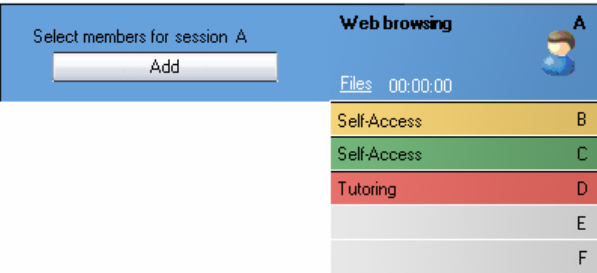 Select members for session A
Add
Web browsing A
Files 00:00:00
Self-Access B
Self-Access C
Tutoring D
E
F